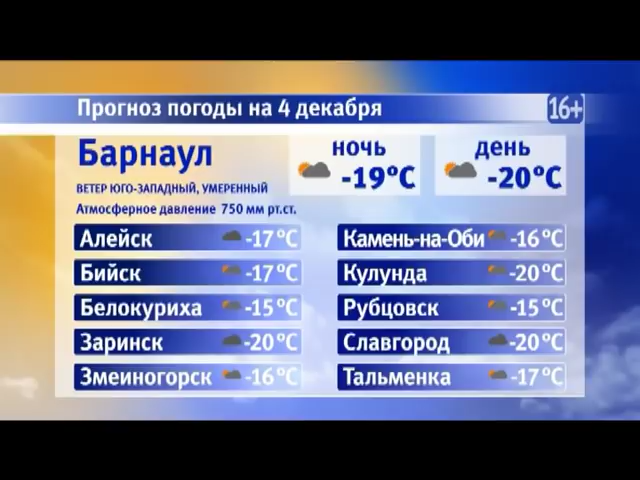 Прогноз погоды на 4 декабря 16+
Барнаул
ночь -19°C
день -20°C
ВЕТЕР ЮГО-ЗАПАДНЫЙ, УМЕРЕННЫЙ
Атмосферное давление 750 мм рт.ст.
Алейск -17°C
Бийск -17°C
Белокуриха -15°C
Заринск -20°C
Змеиногорск -16°C
Камень-на-Оби -16°C
Кулунда -20°C
Рубцовск -15°C
Славгород -20°C
Тальменка -17°C